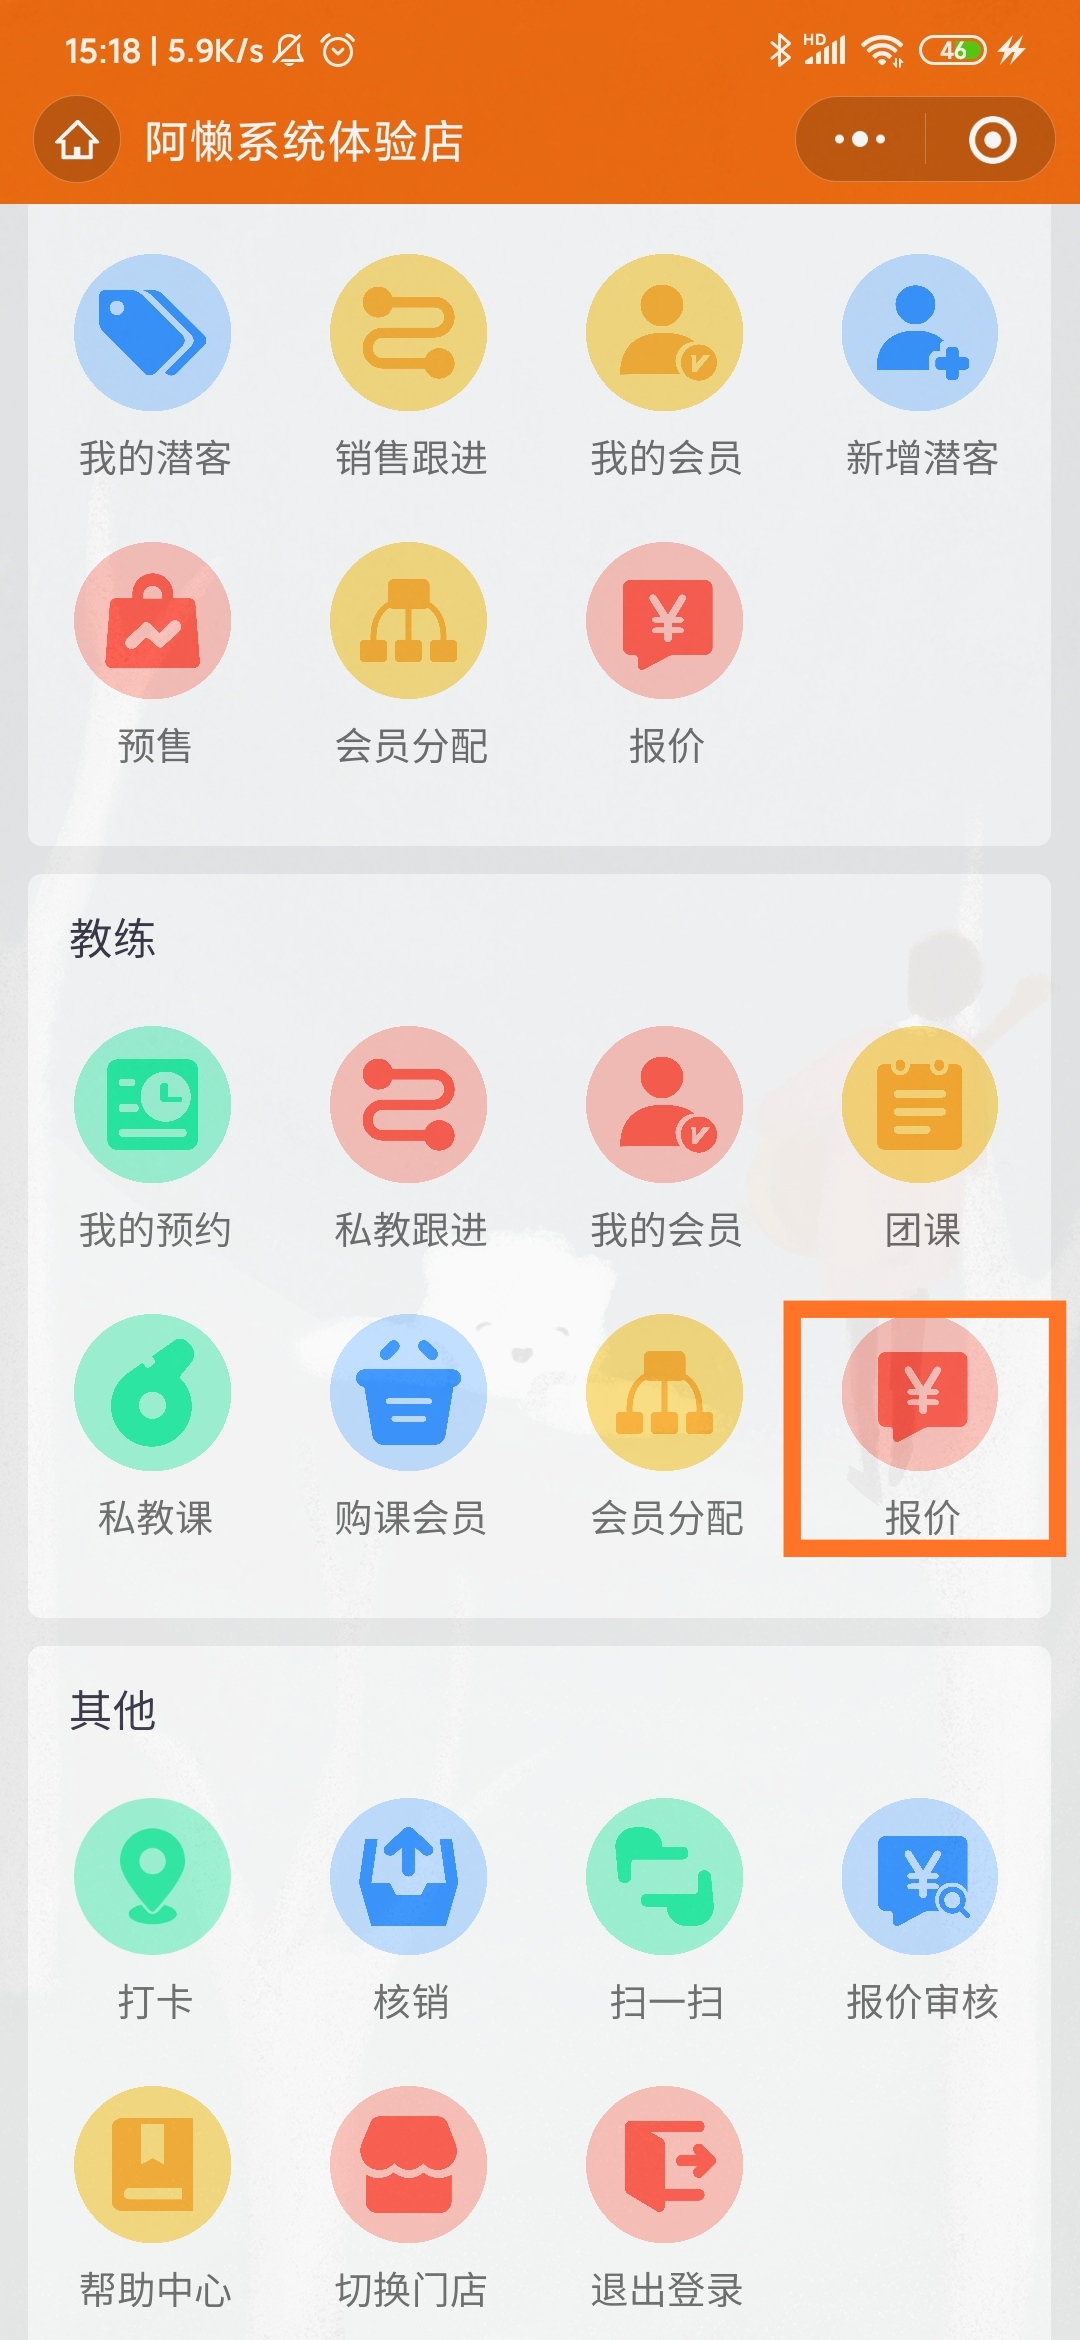 15:18 | 5.9K/s HD 46
阿懒系统体验店
我的潜客 销售跟进 我的会员 新增潜客
预售 会员分配 报价
教练
我的预约 私教跟进 我的会员 团课
私教课 购课会员 会员分配 报价
其他
打卡 核销 扫一扫 报价审核
帮助中心 切换门店 退出登录